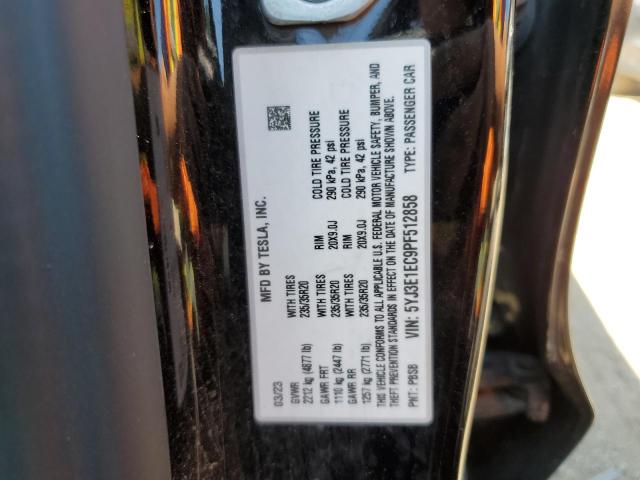 MFD BY TESLA, INC.
03/23
GVWR WITH TIRES RIM COLD TIRE PRESSURE
2212 kg (4877 lb) 235/35R20 20X9.0J 290 kPa, 42 psi
GAWR FRT WITH TIRES RIM COLD TIRE PRESSURE
1110 kg (2447 lb) 235/35R20 20X9.0J 290 kPa, 42 psi
GAWR RR
1257 kg (2771 lb) 235/35R20
THIS VEHICLE CONFORMS TO ALL APPLICABLE U.S. FEDERAL MOTOR VEHICLE SAFETY, BUMPER, AND
THEFT PREVENTION STANDARDS IN EFFECT ON THE DATE OF MANUFACTURE SHOWN ABOVE.
VIN: 5YJ3E1EC9PF512858 TYPE: PASSENGER CAR
PNT: PBSB